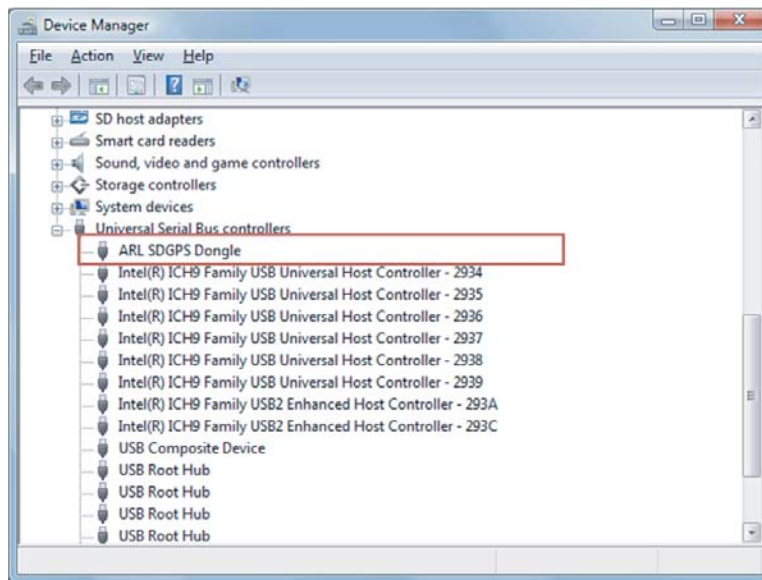 Device Manager
File Action View Help
SD host adapters
Smart card readers
Sound, video and game controllers
Storage controllers
System devices
Universal Serial Bus controllers
ARL SDGPS Dongle
Intel(R) ICH9 Family USB Universal Host Controller - 2934
Intel(R) ICH9 Family USB Universal Host Controller - 2935
Intel(R) ICH9 Family USB Universal Host Controller - 2936
Intel(R) ICH9 Family USB Universal Host Controller - 2937
Intel(R) ICH9 Family USB Universal Host Controller - 2938
Intel(R) ICH9 Family USB Universal Host Controller - 2939
Intel(R) ICH9 Family USB2 Enhanced Host Controller - 293A
Intel(R) ICH9 Family USB2 Enhanced Host Controller - 293C
USB Composite Device
USB Root Hub
USB Root Hub
USB Root Hub
USB Root Hub